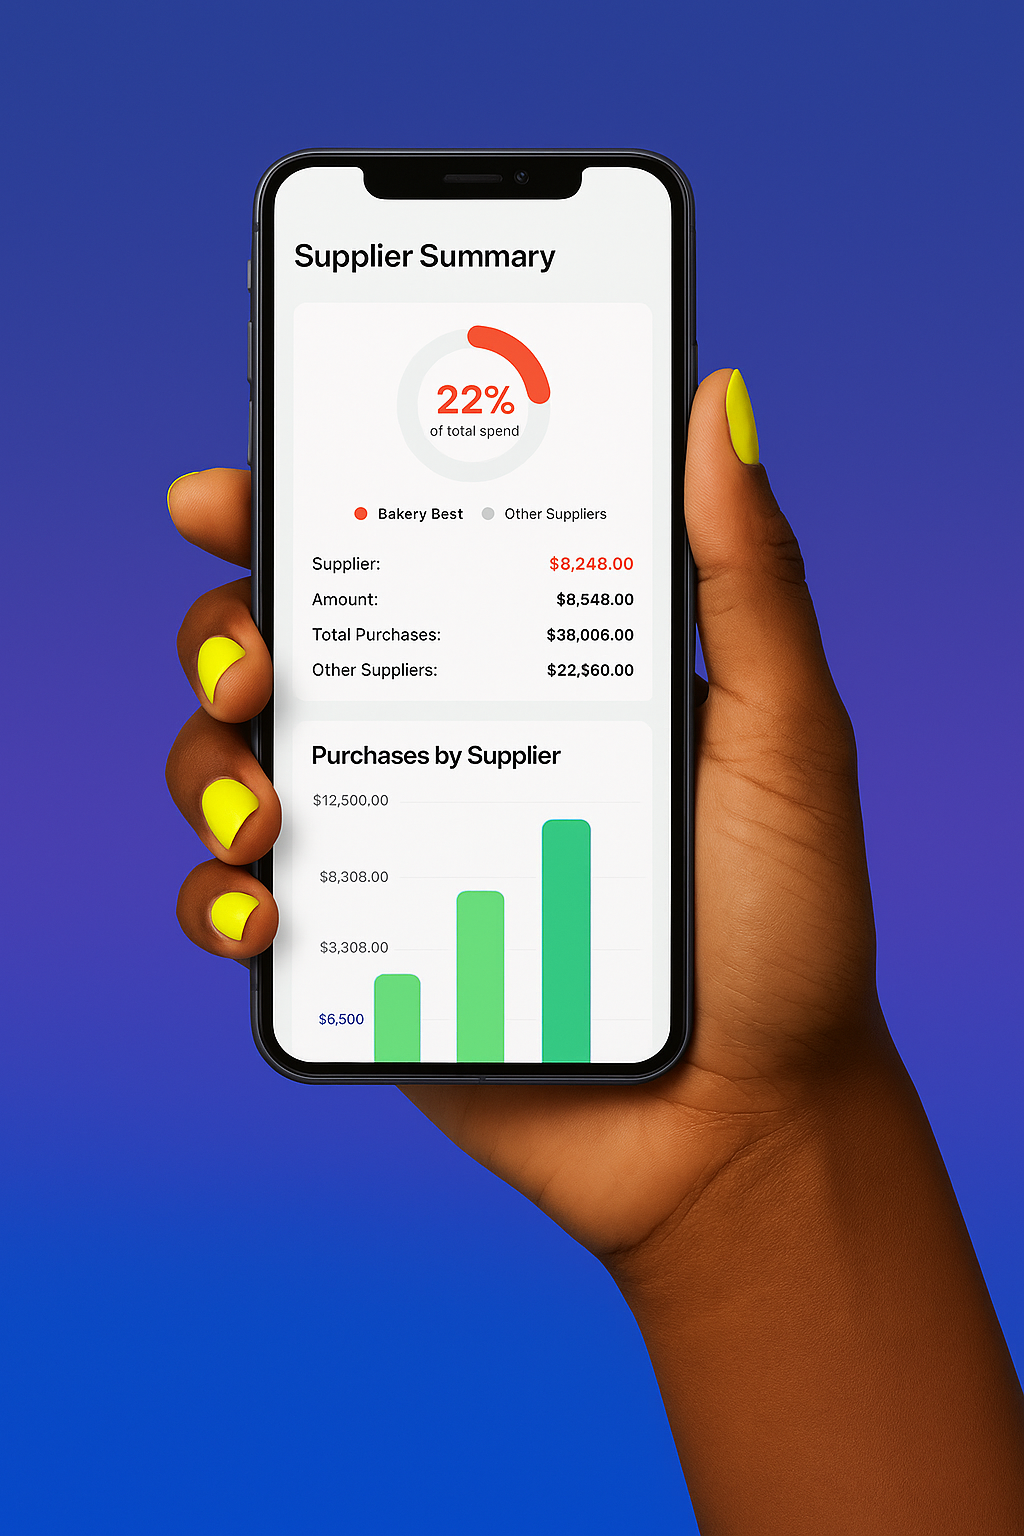 Supplier Summary
22%
of total spend
Bakery Best Other Suppliers
Supplier: $8,248.00
Amount: $8,548.00
Total Purchases: $38,006.00
Other Suppliers: $22,$60.00
Purchases by Supplier
$12,500.00
$8,308.00
$3,308.00
$6,500